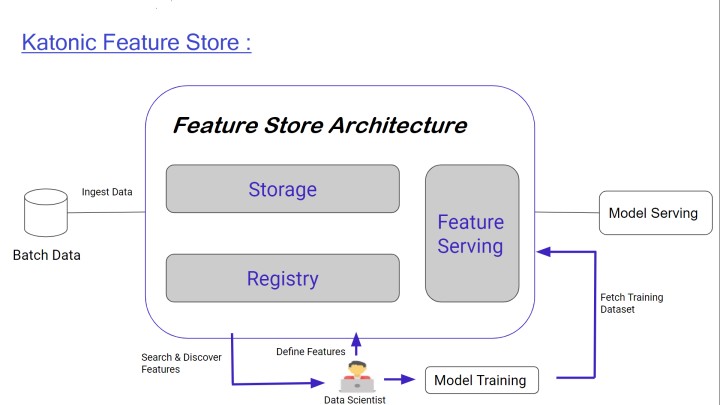 Katonic Feature Store :
Feature Store Architecture
Storage
Ingest Data
Feature
Serving
Model Serving
Batch Data
Registry
Fetch Training
Dataset
Search & Discover
Features
Define Features
Model Training
Data Scientist